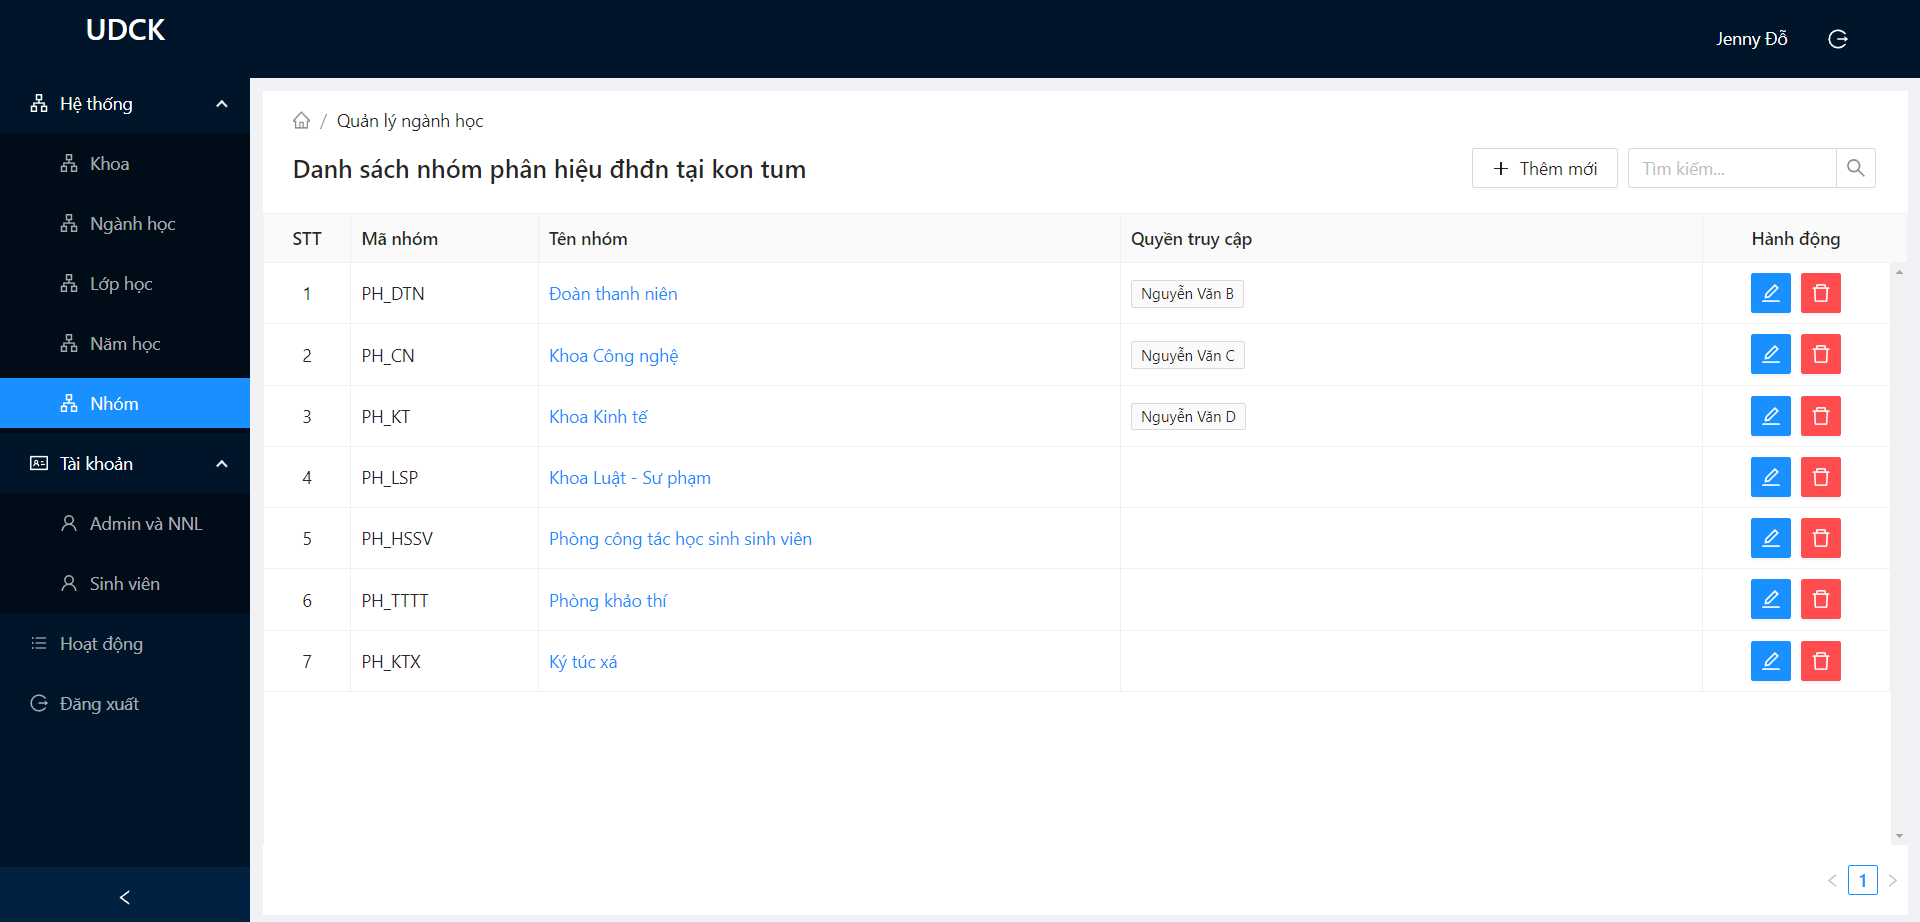 UDCK
Jenny Đỗ
Hệ thống
Khoa
Ngành học
Lớp học
Năm học
Nhóm
Tài khoản
Admin và NNL
Sinh viên
Hoạt động
Đăng xuất
/ Quản lý ngành học
Danh sách nhóm phân hiệu đhđn tại kon tum
Thêm mới
Tìm kiếm...
STT Mã nhóm Tên nhóm Quyền truy cập Hành động
1 PH_DTN Đoàn thanh niên Nguyễn Văn B
2 PH_CN Khoa Công nghệ Nguyễn Văn C
3 PH_KT Khoa Kinh tế Nguyễn Văn D
4 PH_LSP Khoa Luật - Sư phạm
5 PH_HSSV Phòng công tác học sinh sinh viên
6 PH_TTTT Phòng khảo thí
7 PH_KTX Ký túc xá
1